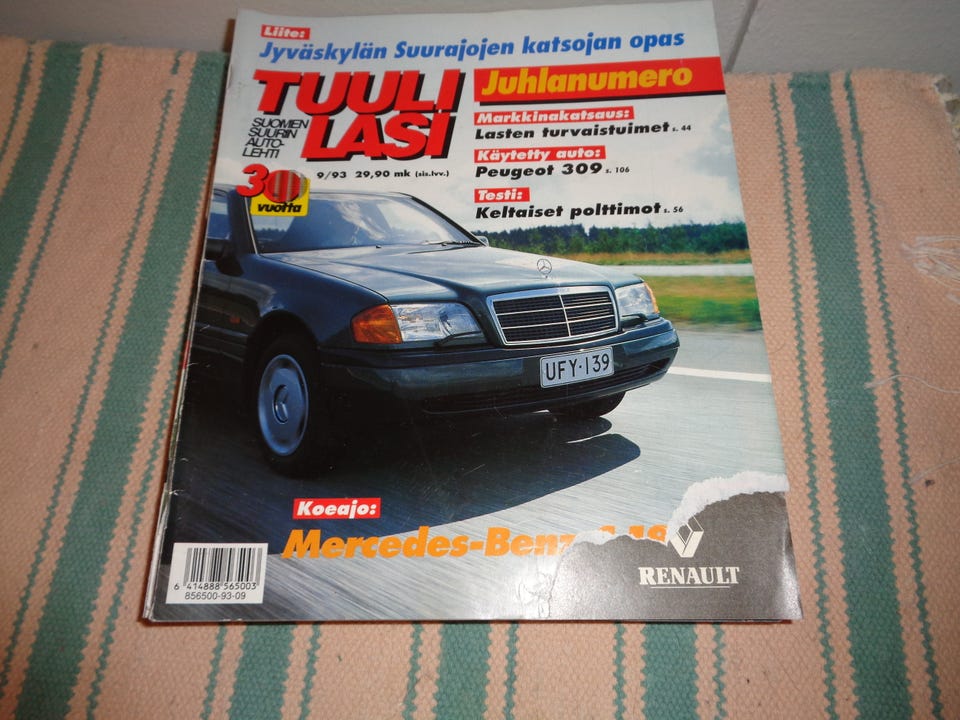 Liite:
Jyväskylän Suurajojen katsojan opas
TUULI
LASI
SUOMEN
SUURIN
AUTO-
LEHTI
30
vuotta
9/93 29,90 mk (sis.lvv.)
Juhlanumero
Markkinakatsaus:
Lasten turvaistuimet s. 44
Käytetty auto:
Peugeot 309 s. 106
Testi:
Keltaiset polttimot s. 56
UFY-139
Koeajo:
Mercedes-Benz
RENAULT
6 414888 565003
856500-93-09